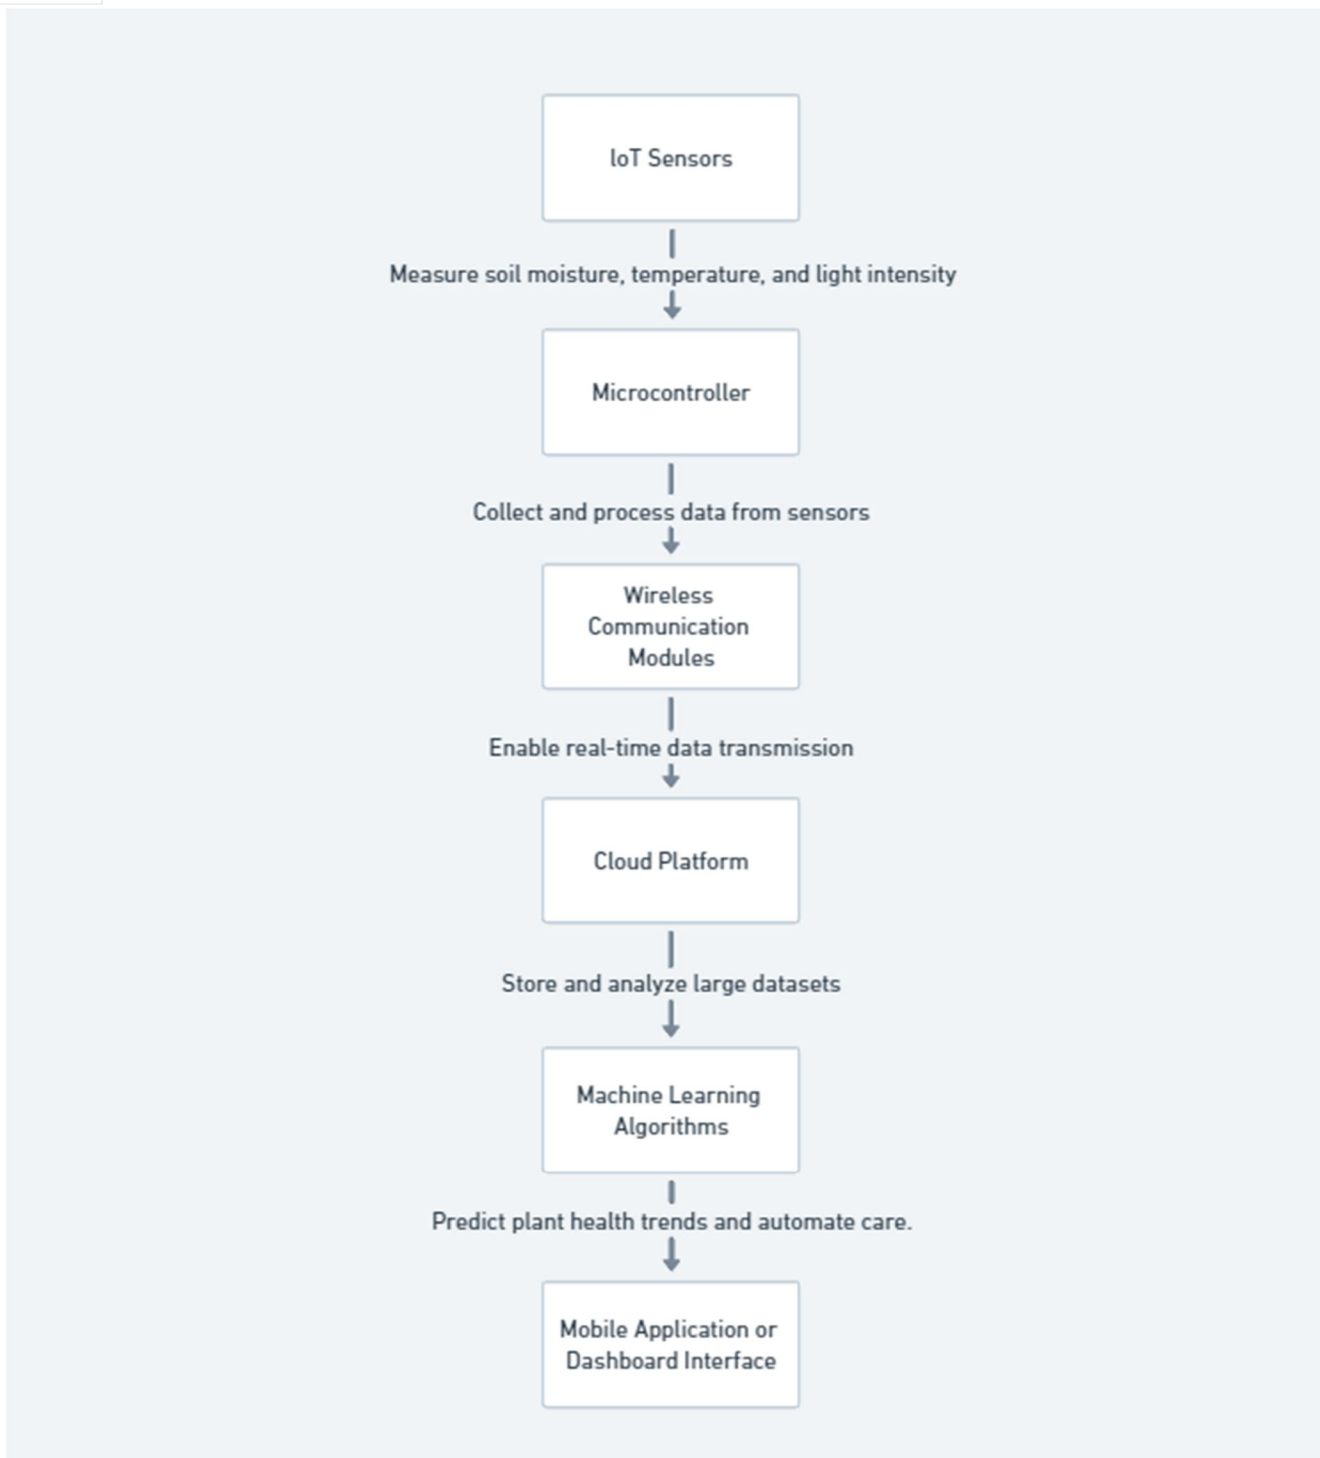 IoT Sensors
Measure soil moisture, temperature, and light intensity
Microcontroller
Collect and process data from sensors
Wireless
Communication
Modules
Enable real-time data transmission
Cloud Platform
Store and analyze large datasets
Machine Learning
Algorithms
Predict plant health trends and automate care.
Mobile Application or
Dashboard Interface